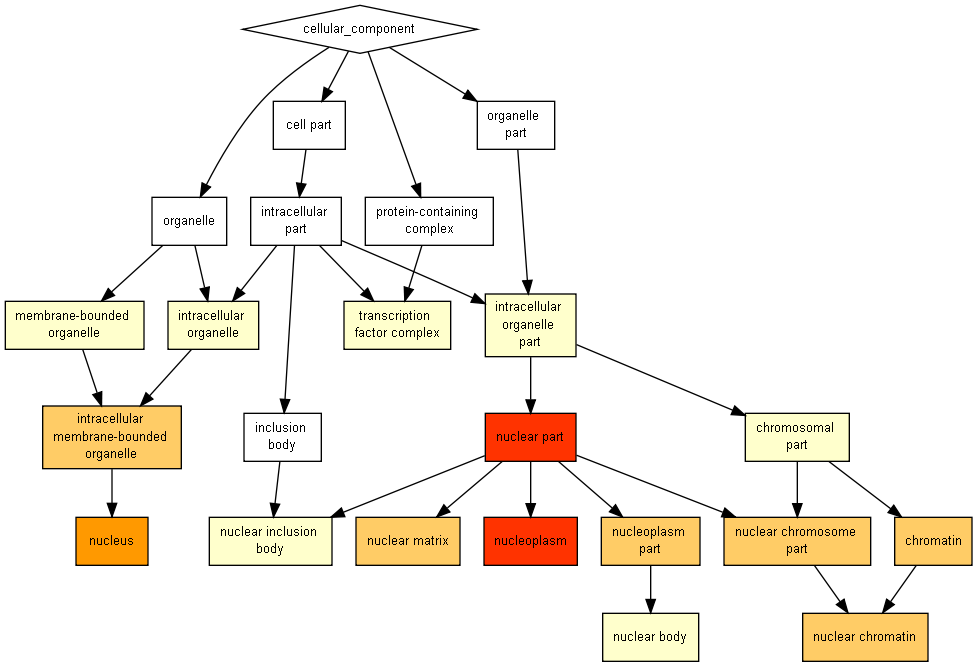 cellular_component
cell part
organelle
part
organelle
intracellular
part
protein-containing
complex
membrane-bounded
organelle
intracellular
organelle
transcription
factor complex
intracellular
organelle
part
intracellular
membrane-bounded
organelle
inclusion
body
nuclear part
chromosomal
part
nucleus
nuclear inclusion
body
nuclear matrix
nucleoplasm
nucleoplasm
part
nuclear chromosome
part
chromatin
nuclear body
nuclear chromatin